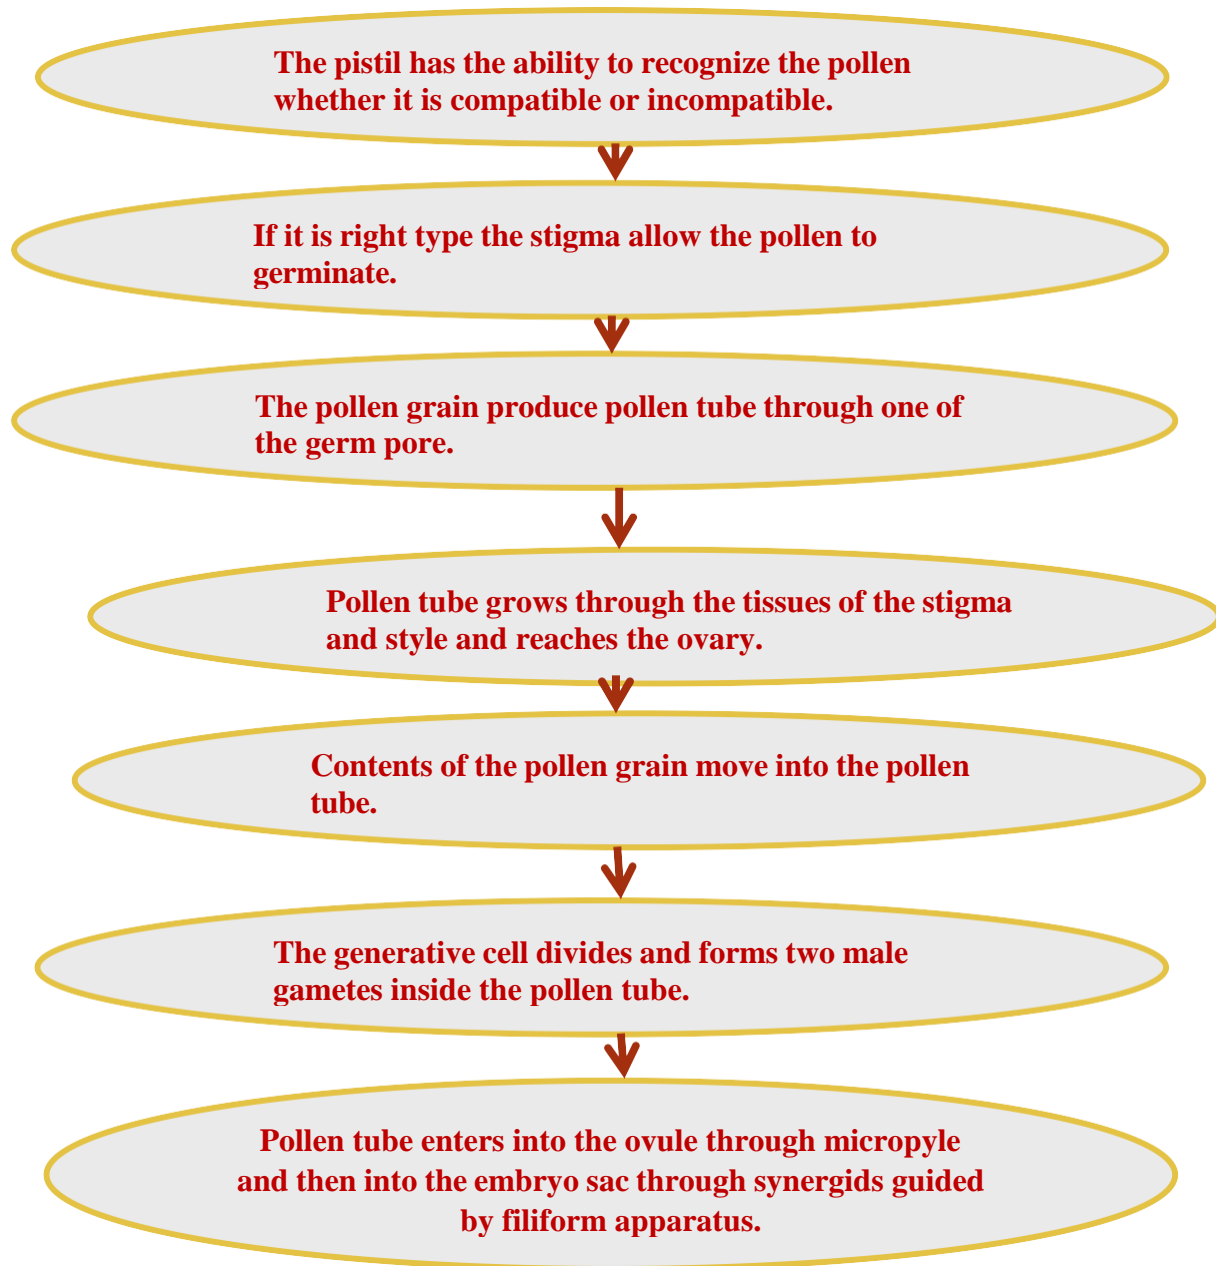 The pistil has the ability to recognize the pollen
whether it is compatible or incompatible.
If it is right type the stigma allow the pollen to
germinate.
The pollen grain produce pollen tube through one of
the germ pore.
Pollen tube grows through the tissues of the stigma
and style and reaches the ovary.
Contents of the pollen grain move into the pollen
tube.
The generative cell divides and forms two male
gametes inside the pollen tube.
Pollen tube enters into the ovule through micropyle
and then into the embryo sac through synergids guided
by filiform apparatus.